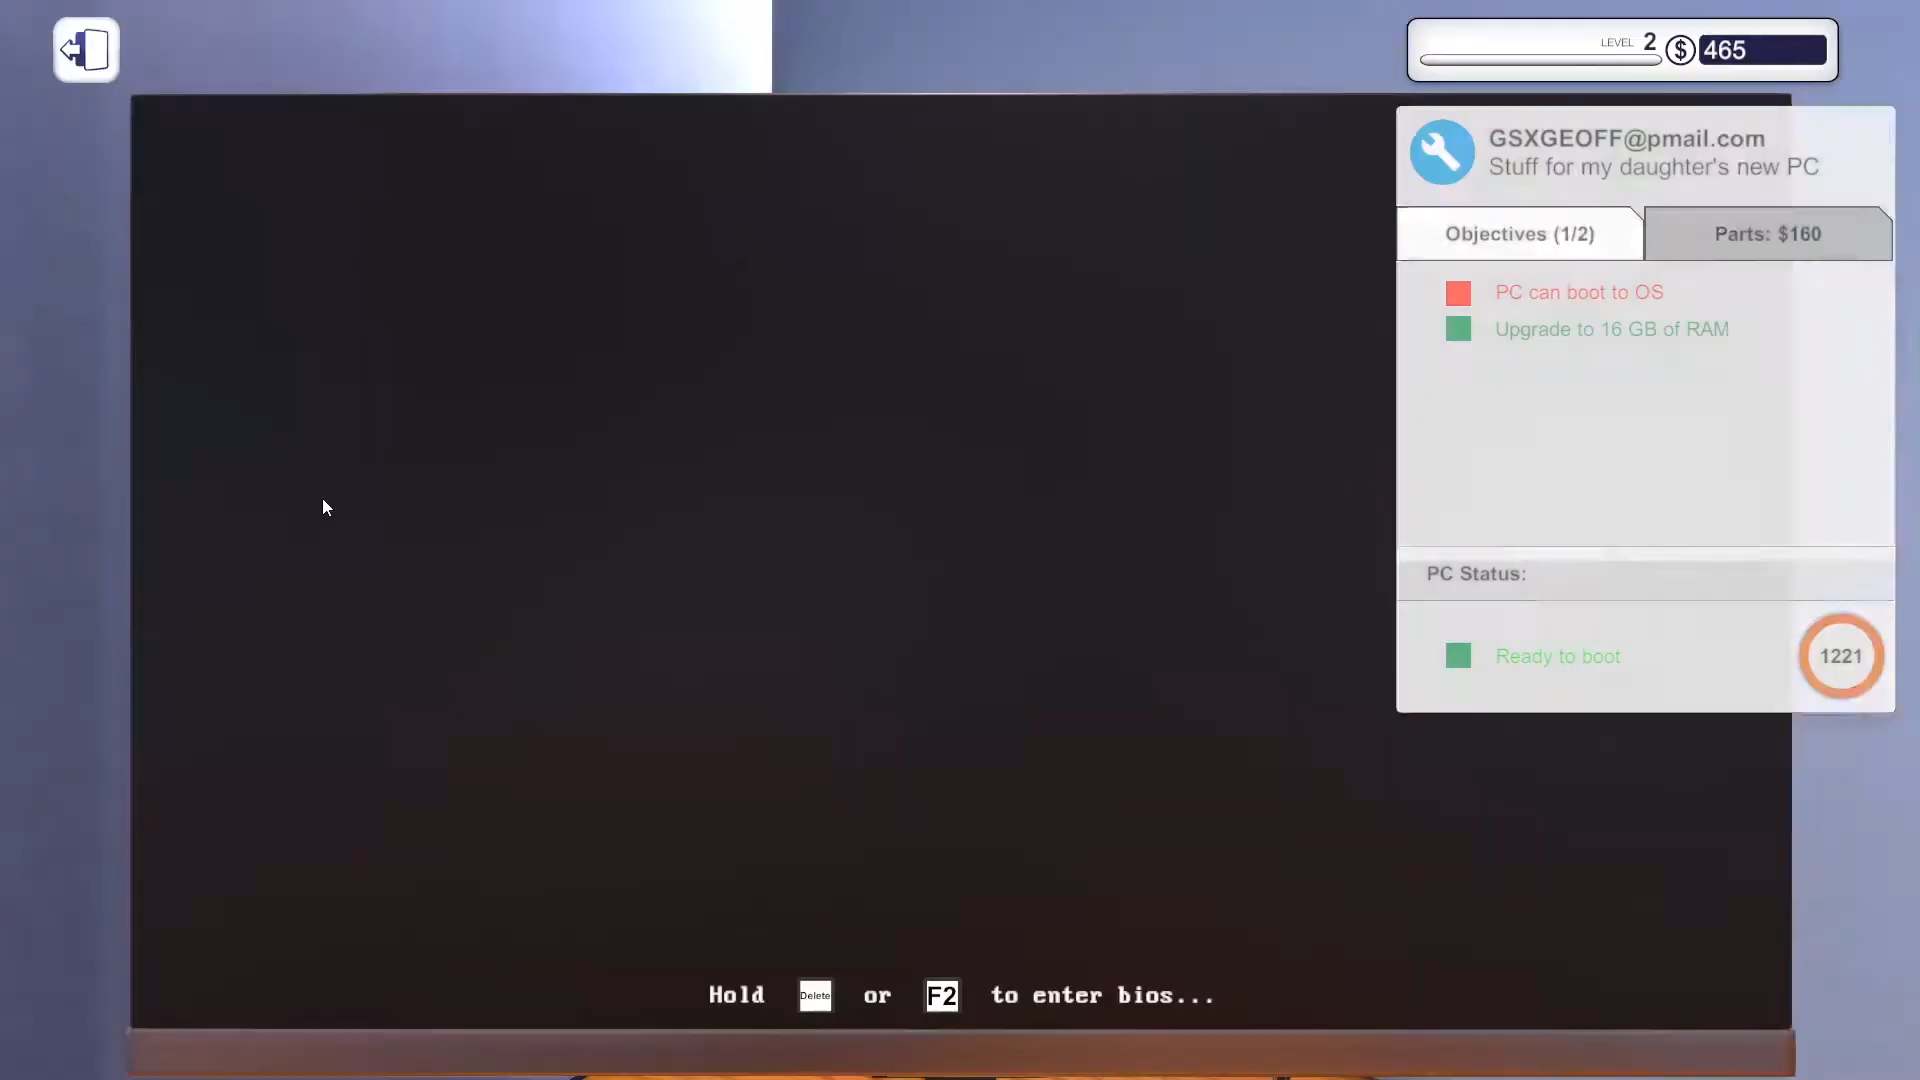 LEVEL 2 $ 465
GSXGEOFF@pmail.com
Stuff for my daughter's new PC
Objectives (1/2)
Parts: $160
PC can boot to OS
Upgrade to 16 GB of RAM
PC Status:
Ready to boot
1221
Hold Delete or F2 to enter bios...